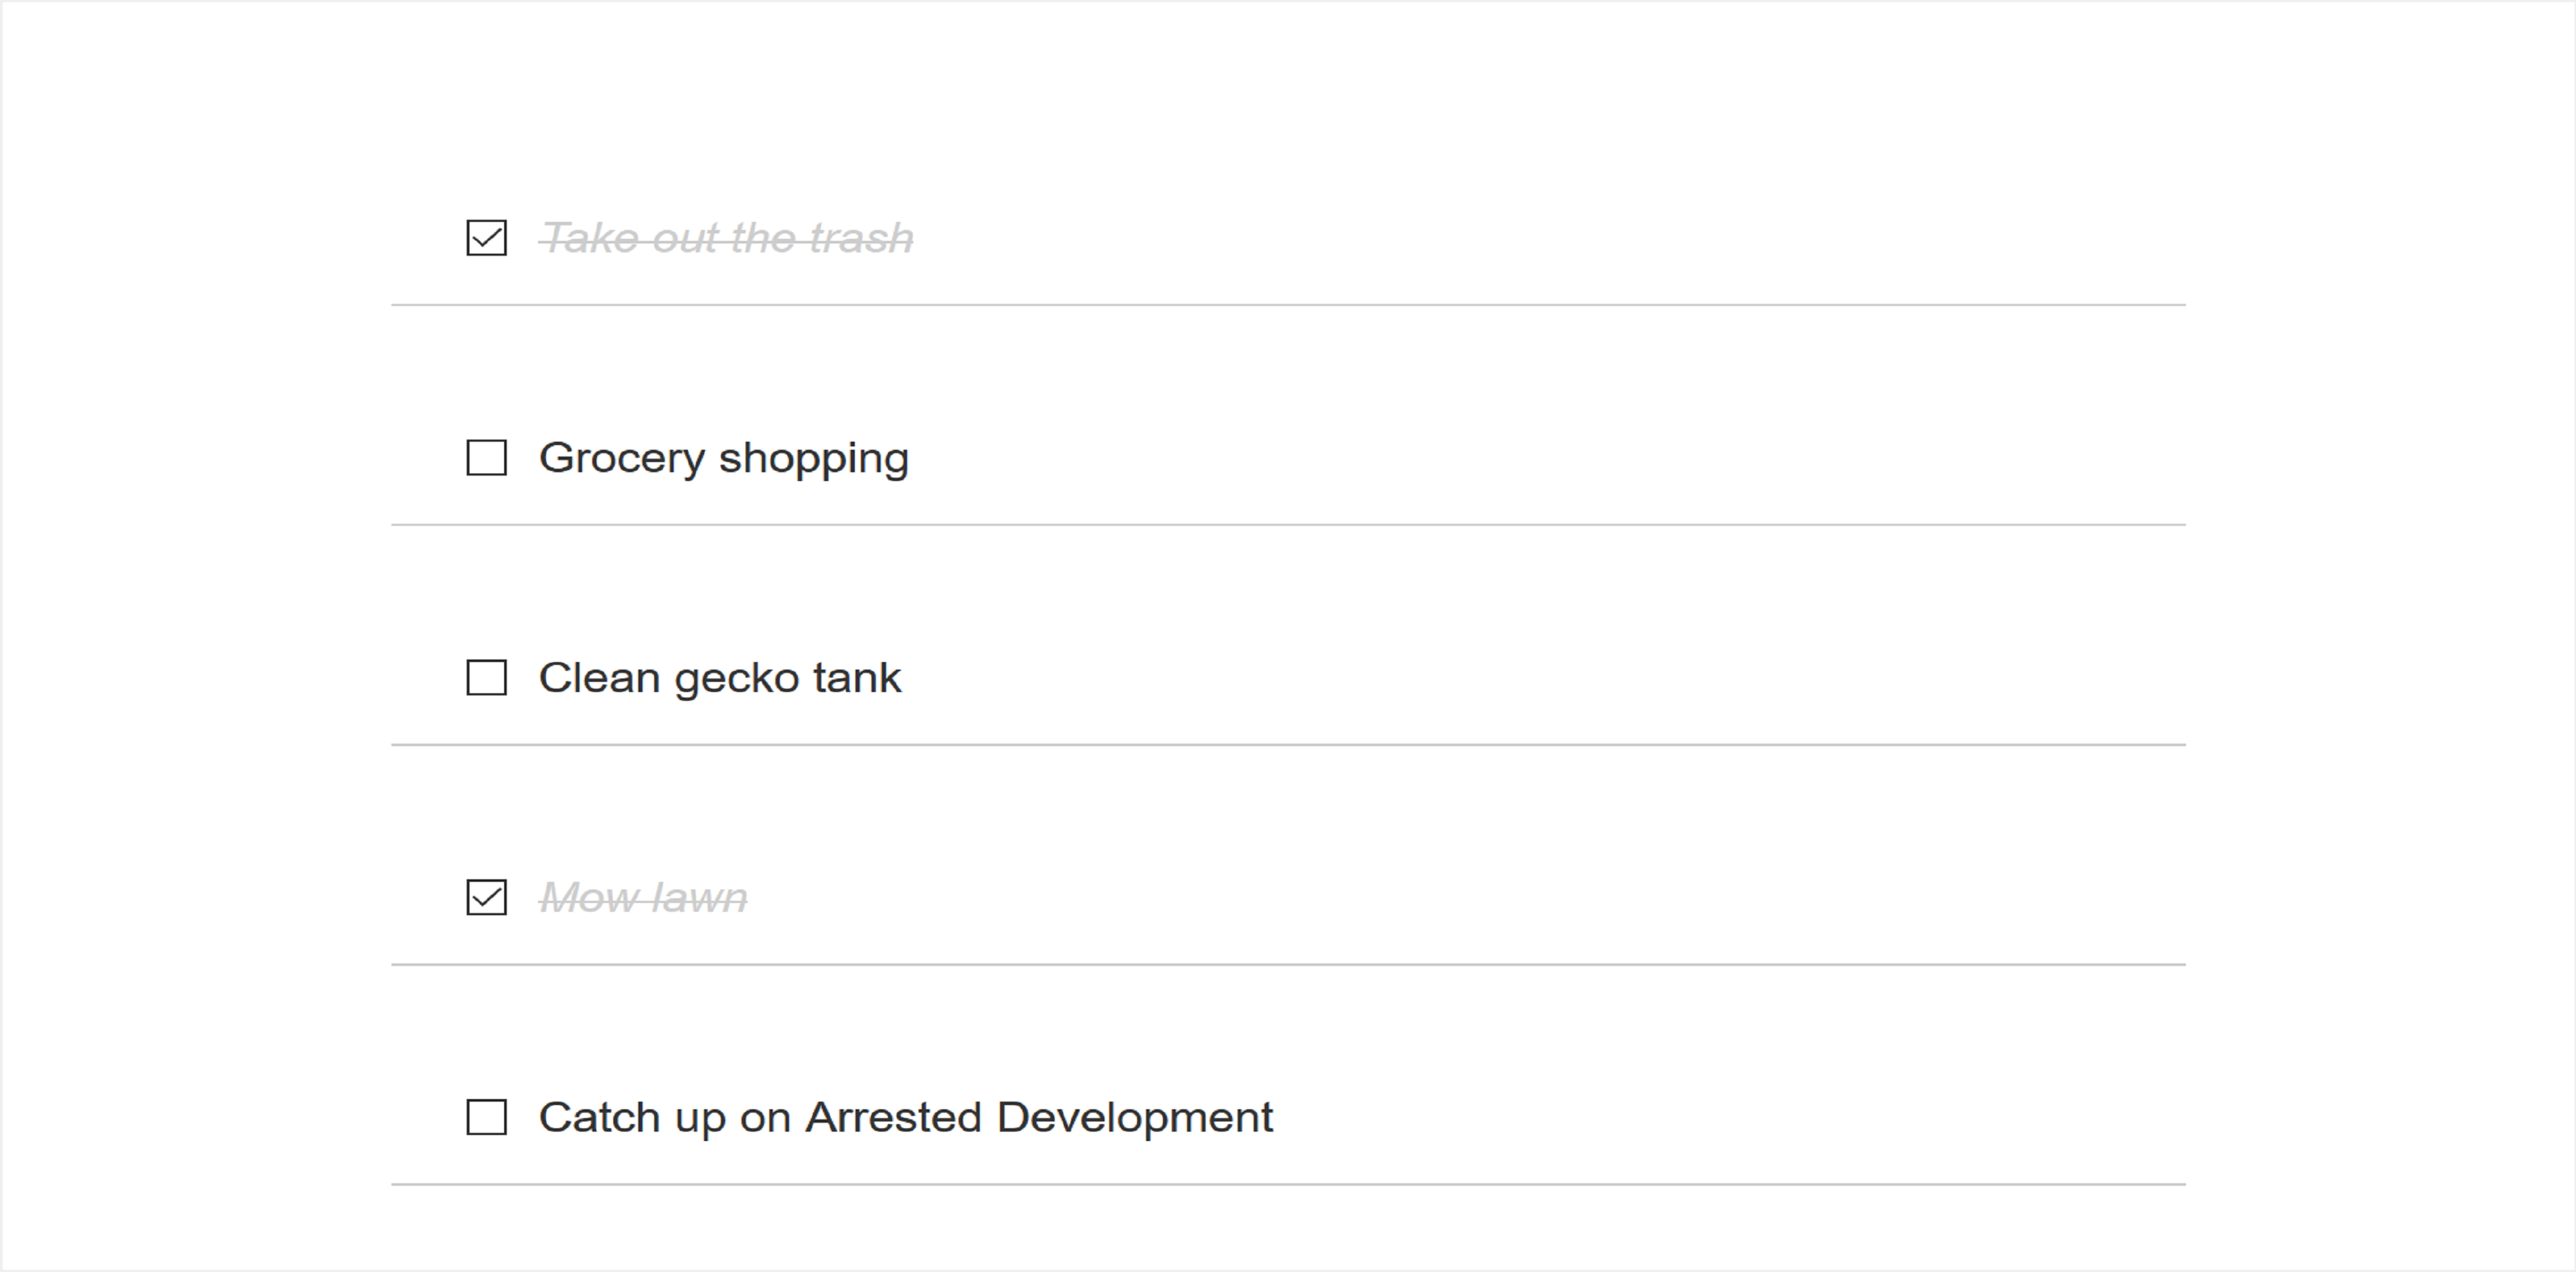 Take out the trash
Grocery shopping
Clean gecko tank
Mow lawn
Catch up on Arrested Development